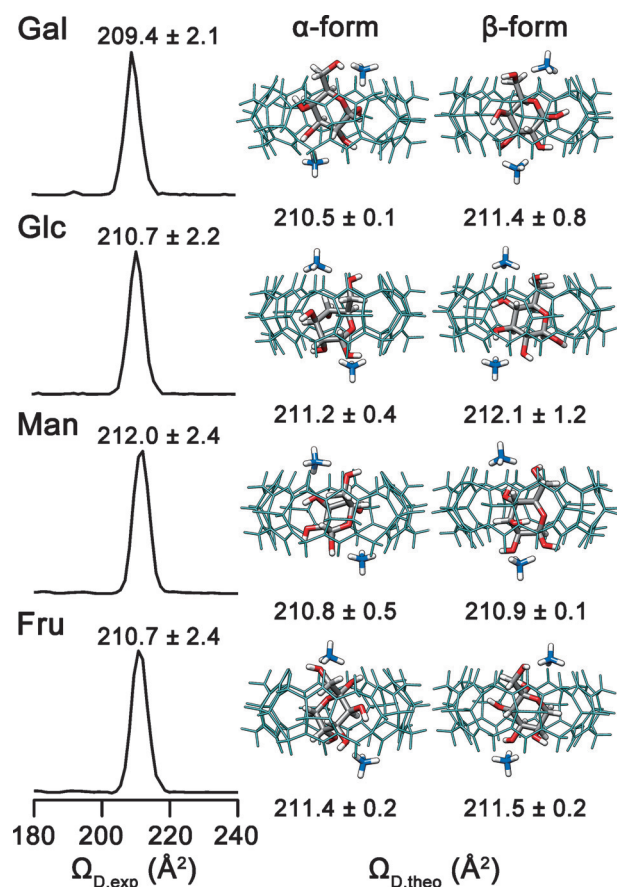 α-form β-form
Gal 209.4 ± 2.1
210.5 ± 0.1 211.4 ± 0.8
Glc 210.7 ± 2.2
211.2 ± 0.4 212.1 ± 1.2
Man 212.0 ± 2.4
210.8 ± 0.5 210.9 ± 0.1
Fru 210.7 ± 2.4
211.4 ± 0.2 211.5 ± 0.2
180 200 220 240
Ω_D,exp (Å²) Ω_D,theo (Å²)